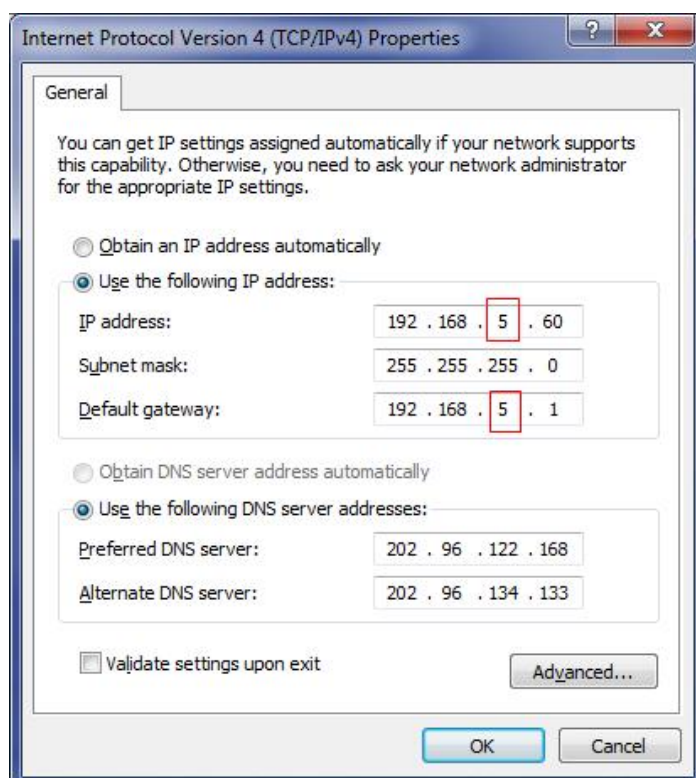 Internet Protocol Version 4 (TCP/IPv4) Properties
?
X
General
You can get IP settings assigned automatically if your network supports
this capability. Otherwise, you need to ask your network administrator
for the appropriate IP settings.
Obtain an IP address automatically
Use the following IP address:
IP address: 192 . 168 . 5 . 60
Subnet mask: 255 . 255 . 255 . 0
Default gateway: 192 . 168 . 5 . 1
Obtain DNS server address automatically
Use the following DNS server addresses:
Preferred DNS server: 202 . 96 . 122 . 168
Alternate DNS server: 202 . 96 . 134 . 133
Validate settings upon exit
Advanced...
OK Cancel